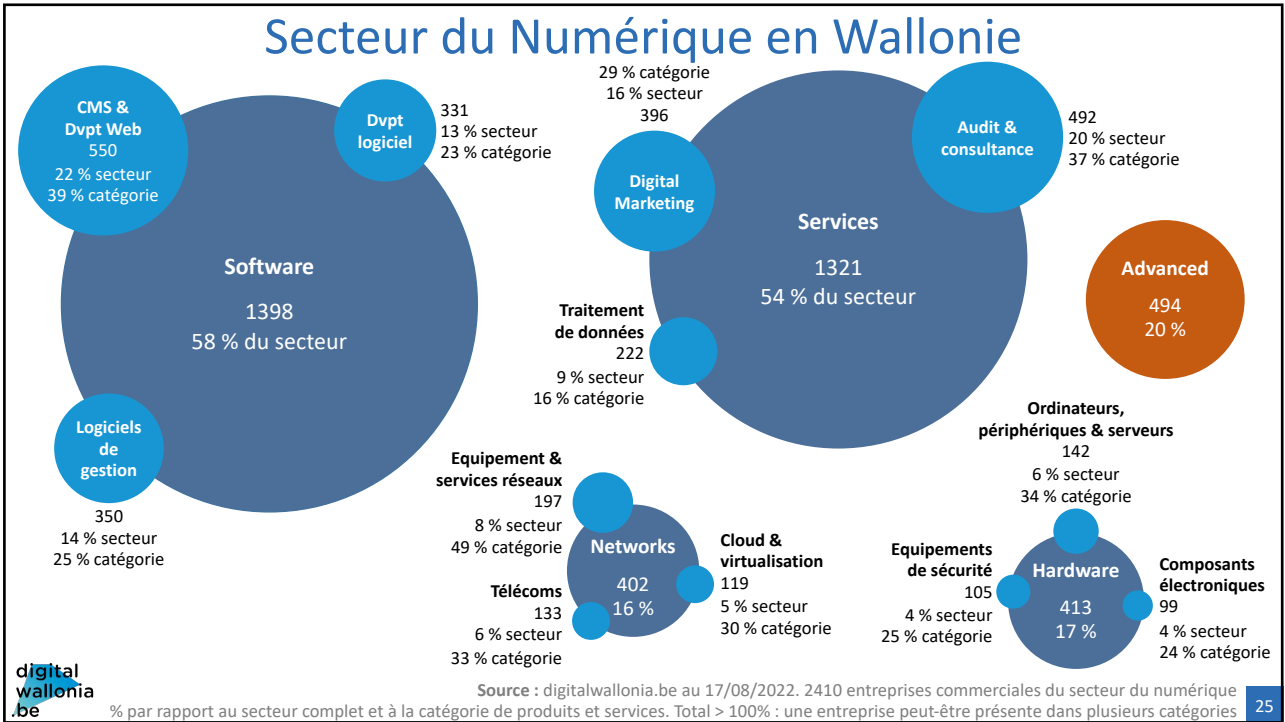 Secteur du Numérique en Wallonie
CMS &
Dvpt Web
550
22 % secteur
39 % catégorie
Dvpt
logiciel
331
13 % secteur
23 % catégorie
Software
1398
58 % du secteur
Logiciels
de
gestion
350
14 % secteur
25 % catégorie
29 % catégorie
16 % secteur
396
Digital
Marketing
Audit &
consultance
492
20 % secteur
37 % catégorie
Services
1321
54 % du secteur
Traitement
de données
222
9 % secteur
16 % catégorie
Advanced
494
20 %
Equipement &
services réseaux
197
8 % secteur
49 % catégorie
Networks
402
16 %
Télécoms
133
6 % secteur
33 % catégorie
Cloud &
virtualisation
119
5 % secteur
30 % catégorie
Ordinateurs,
périphériques & serveurs
142
6 % secteur
34 % catégorie
Equipements
de sécurité
105
4 % secteur
25 % catégorie
Hardware
413
17 %
Composants
électroniques
99
4 % secteur
24 % catégorie
digital
wallonia
.be
Source : digitalwallonia.be au 17/08/2022. 2410 entreprises commerciales du secteur du numérique
% par rapport au secteur complet et à la catégorie de produits et services. Total > 100% : une entreprise peut-être présente dans plusieurs catégories
25